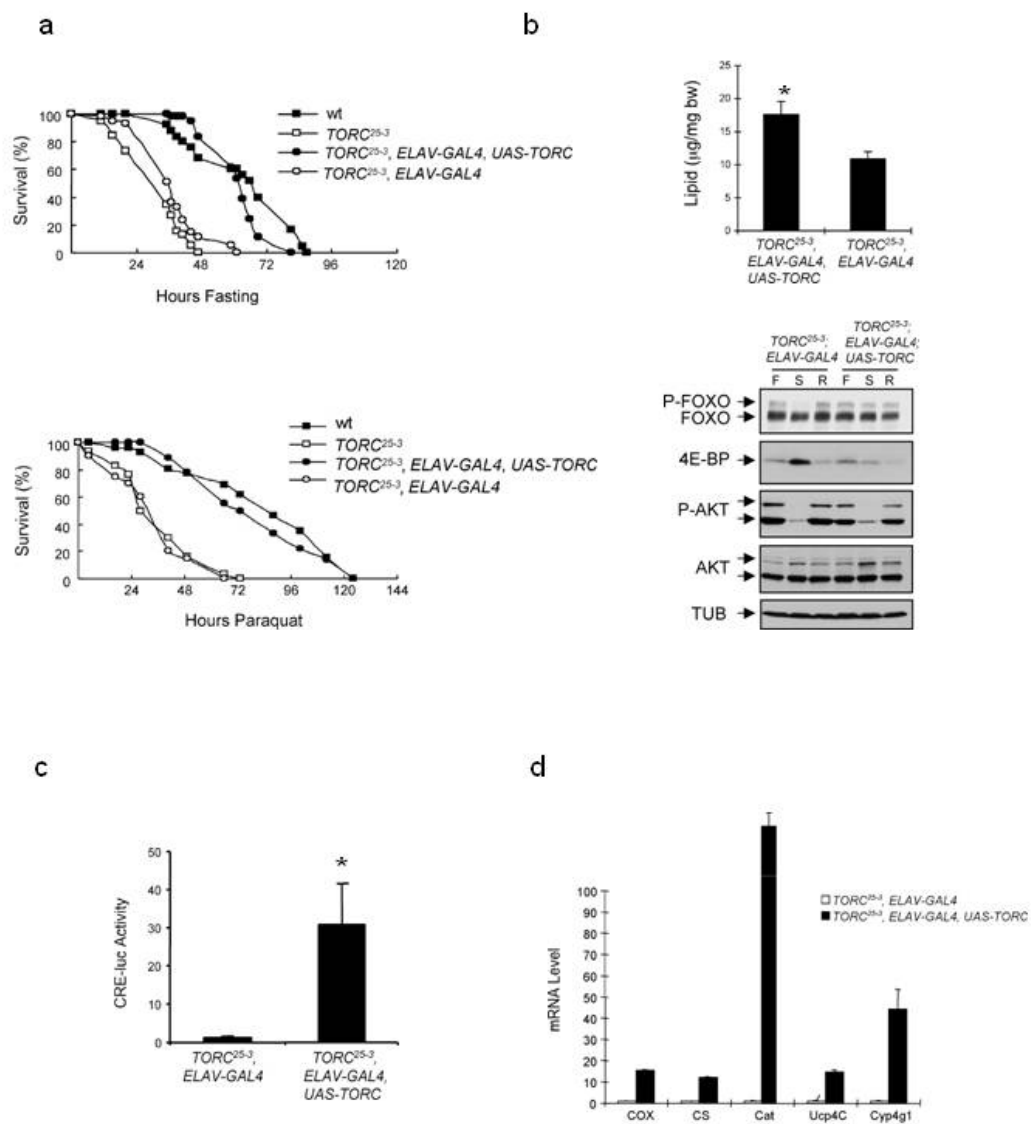 a
Survival (%)
100
80
60
40
20
0
24
48
72
96
120
Hours Fasting
wt
TORC25-3
TORC25-3, ELAV-GAL4, UAS-TORC
TORC25-3, ELAV-GAL4
Survival (%)
100
80
60
40
20
0
24
48
72
96
120
144
Hours Paraquat
wt
TORC25-3
TORC25-3, ELAV-GAL4, UAS-TORC
TORC25-3, ELAV-GAL4
b
Lipid (µg/mg bw)
25
20
15
10
5
0
*
TORC25-3,
ELAV-GAL4,
UAS-TORC
TORC25-3,
ELAV-GAL4
TORC25-3;
ELAV-GAL4
TORC25-3;
ELAV-GAL4;
UAS-TORC
F S R F S R
P-FOXO
FOXO
4E-BP
P-AKT
AKT
TUB
c
CRE-luc Activity
50
40
30
20
10
0
*
TORC25-3,
ELAV-GAL4
TORC25-3,
ELAV-GAL4,
UAS-TORC
d
mRNA Level
100
90
80
70
60
50
40
30
20
10
0
TORC25-3, ELAV-GAL4
TORC25-3, ELAV-GAL4, UAS-TORC
COX
CS
Cat
Ucp4C
Cyp4g1